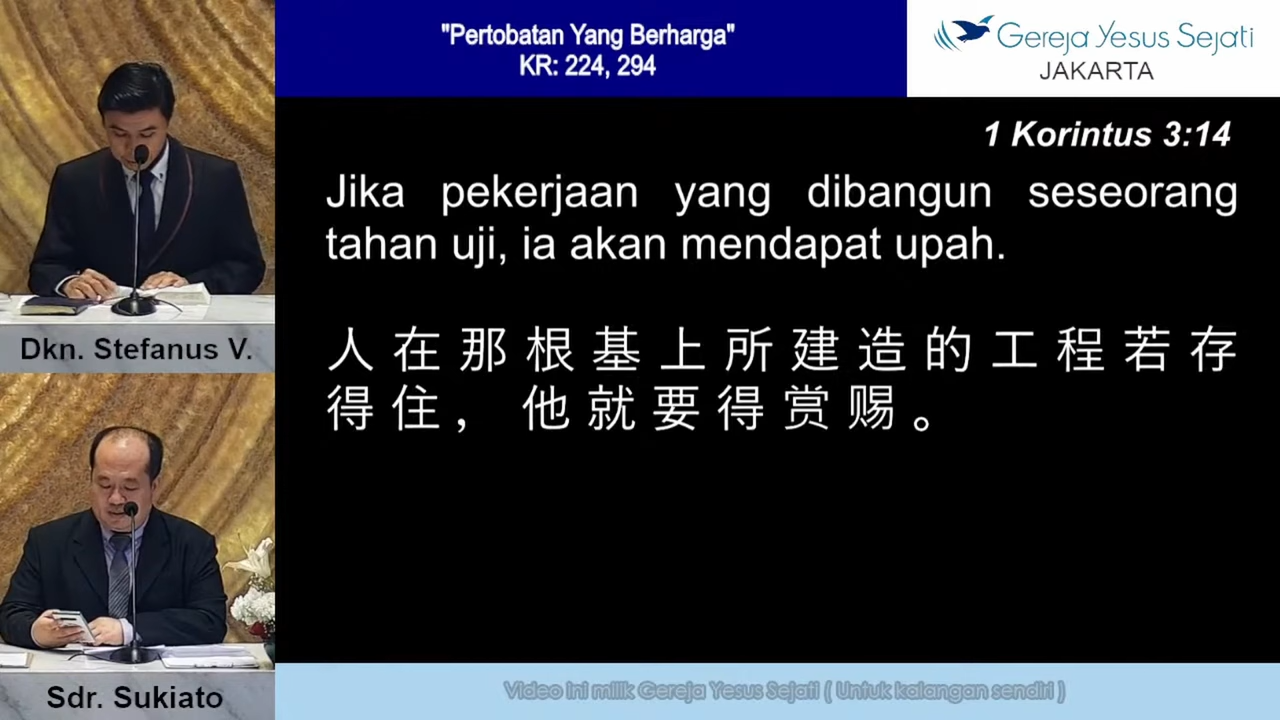 "Pertobatan Yang Berharga"
KR: 224, 294
Gereja Yesus Sejati
JAKARTA
1 Korintus 3:14
Jika pekerjaan yang dibangun seseorang
tahan uji, ia akan mendapat upah.
人在那根基上所建造的工程若存
得住，他就要得赏赐。
Dkn. Stefanus V.
Sdr. Sukiato
Video ini milik Gereja Yesus Sejati ( Untuk kalangan sendiri )